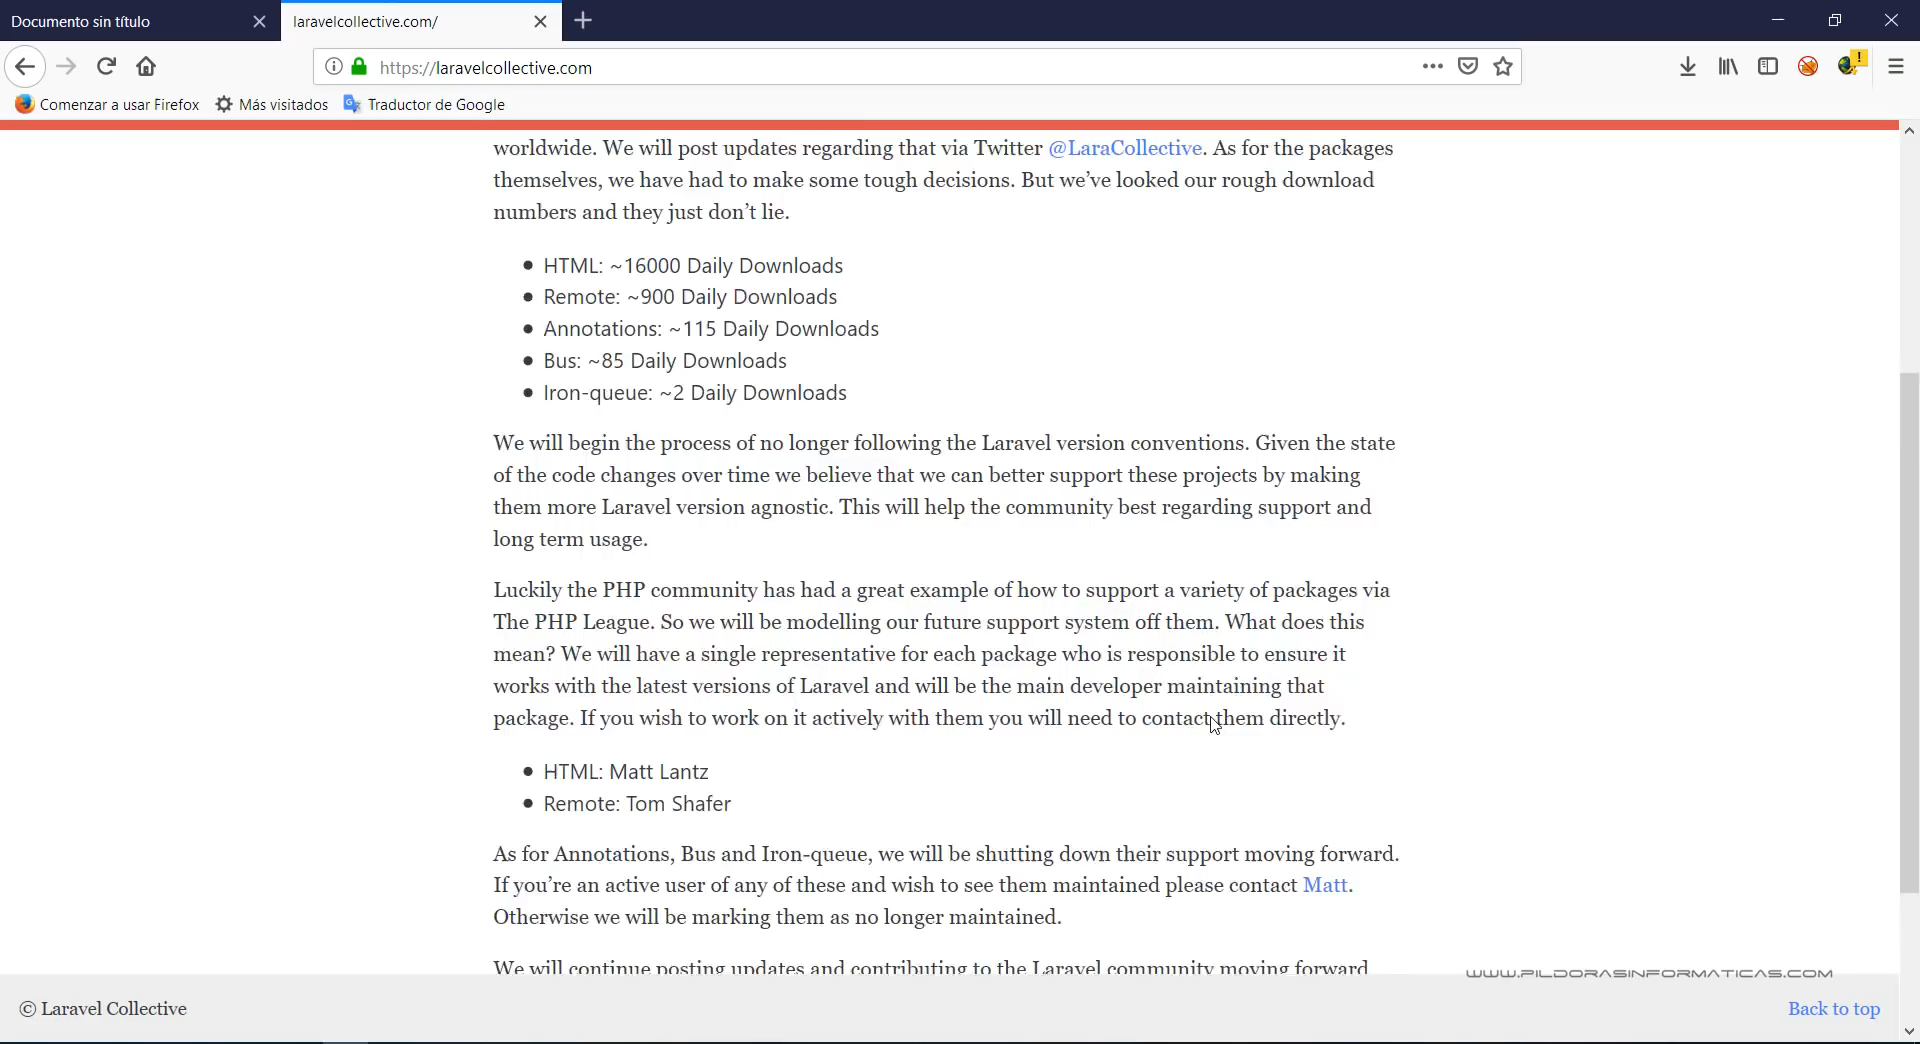 Documento sin título
laravelcollective.com/
https://laravelcollective.com
Comenzar a usar Firefox
Más visitados
Traductor de Google
worldwide. We will post updates regarding that via Twitter @LaraCollective. As for the packages
themselves, we have had to make some tough decisions. But we’ve looked our rough download
numbers and they just don’t lie.
HTML: ~16000 Daily Downloads
Remote: ~900 Daily Downloads
Annotations: ~115 Daily Downloads
Bus: ~85 Daily Downloads
Iron-queue: ~2 Daily Downloads
We will begin the process of no longer following the Laravel version conventions. Given the state
of the code changes over time we believe that we can better support these projects by making
them more Laravel version agnostic. This will help the community best regarding support and
long term usage.
Luckily the PHP community has had a great example of how to support a variety of packages via
The PHP League. So we will be modelling our future support system off them. What does this
mean? We will have a single representative for each package who is responsible to ensure it
works with the latest versions of Laravel and will be the main developer maintaining that
package. If you wish to work on it actively with them you will need to contact them directly.
HTML: Matt Lantz
Remote: Tom Shafer
As for Annotations, Bus and Iron-queue, we will be shutting down their support moving forward.
If you’re an active user of any of these and wish to see them maintained please contact Matt.
Otherwise we will be marking them as no longer maintained.
We will continue posting updates and contributing to the Laravel community moving forward
WWW.PILDORASINFORMATICAS.COM
© Laravel Collective
Back to top